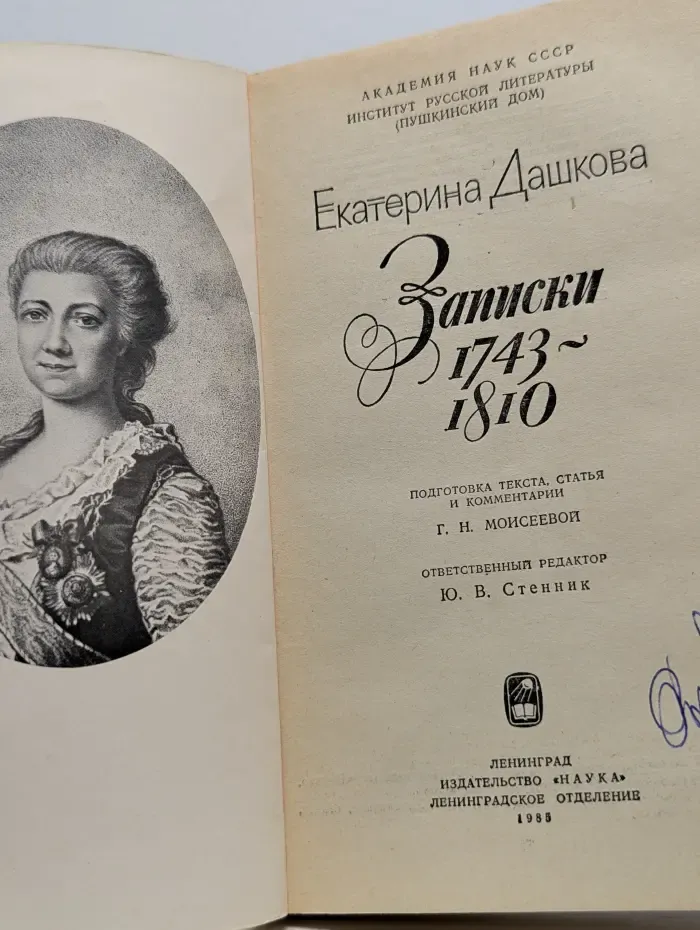 АКАДЕМИЯ НАУК СССР
ИНСТИТУТ РУССКОЙ ЛИТЕРАТУРЫ
(ПУШКИНСКИЙ ДОМ)
Екатерина Дашкова
Записки
1743~
1810
ПОДГОТОВКА ТЕКСТА, СТАТЬЯ
И КОММЕНТАРИИ
Г. Н. МОИСЕЕВОЙ
ОТВЕТСТВЕННЫЙ РЕДАКТОР
Ю. В. Стенник
ЛЕНИНГРАД
ИЗДАТЕЛЬСТВО «НАУКА»
ЛЕНИНГРАДСКОЕ ОТДЕЛЕНИЕ
1985